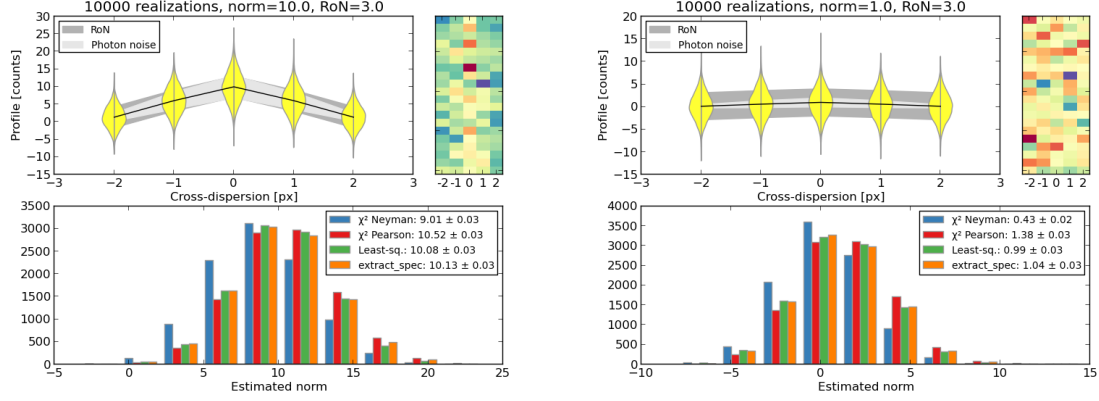 10000 realizations, norm=10.0, RoN=3.0
30
25
20
15
10
5
0
−5
−10
−15
Profile [counts]
RoN
Photon noise
−3
−2
−1
0
1
2
3
Cross-dispersion [px]
-2-1 0 1 2
3500
3000
2500
2000
1500
1000
500
0
χ² Neyman: 9.01 ± 0.03
χ² Pearson: 10.52 ± 0.03
Least-sq.: 10.08 ± 0.03
extract_spec: 10.13 ± 0.03
−5
0
5
10
15
20
25
Estimated norm
10000 realizations, norm=1.0, RoN=3.0
20
15
10
5
0
−5
−10
−15
Profile [counts]
RoN
Photon noise
−3
−2
−1
0
1
2
3
Cross-dispersion [px]
-2-1 0 1 2
4000
3500
3000
2500
2000
1500
1000
500
0
χ² Neyman: 0.43 ± 0.02
χ² Pearson: 1.38 ± 0.03
Least-sq.: 0.99 ± 0.03
extract_spec: 1.04 ± 0.03
−10
−5
0
5
10
15
Estimated norm